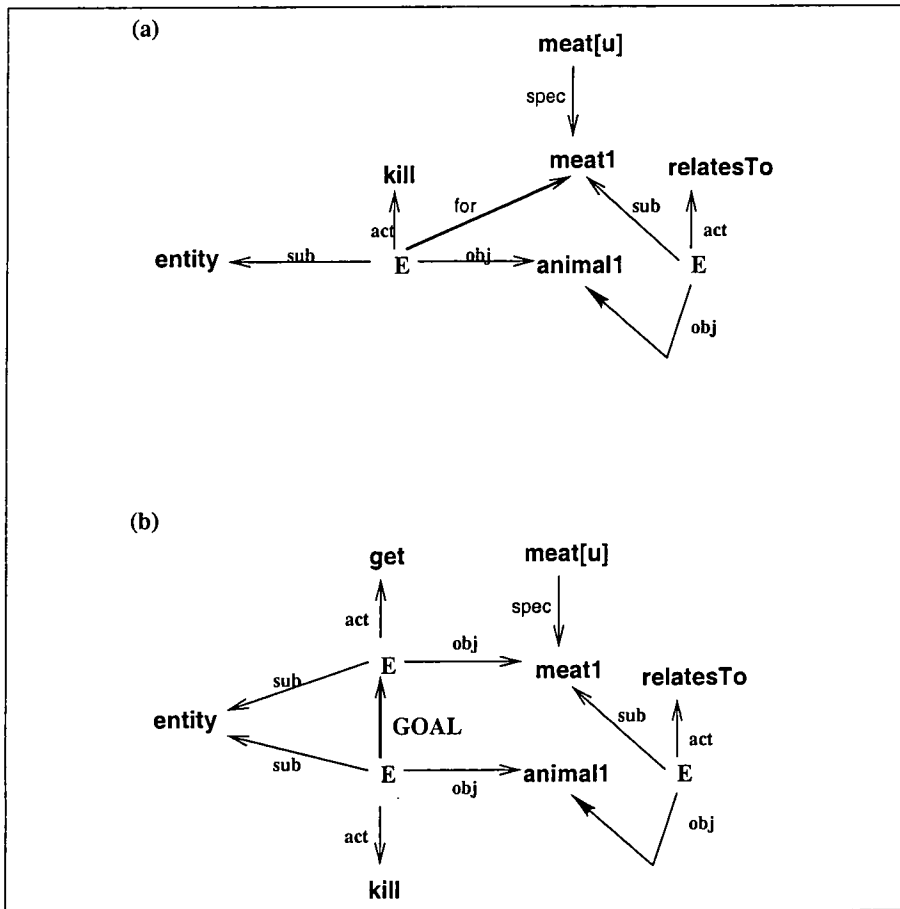 (a)
meat[u]
spec
meat1
kill
relatesTo
for
sub
act
act
entity
sub
E
obj
animal1
E
obj
(b)
get
meat[u]
spec
act
obj
E
meat1
relatesTo
sub
sub
entity
GOAL
act
sub
E
obj
animal1
E
obj
act
kill